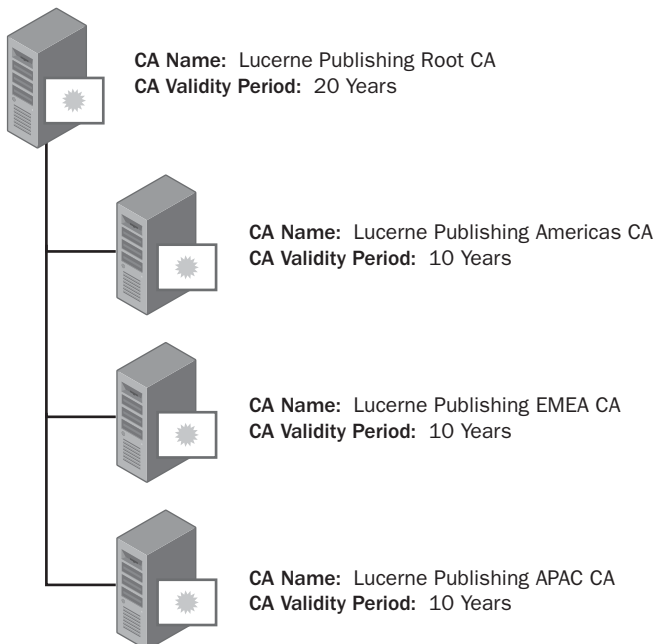 CA Name: Lucerne Publishing Root CA
CA Validity Period: 20 Years
CA Name: Lucerne Publishing Americas CA
CA Validity Period: 10 Years
CA Name: Lucerne Publishing EMEA CA
CA Validity Period: 10 Years
CA Name: Lucerne Publishing APAC CA
CA Validity Period: 10 Years